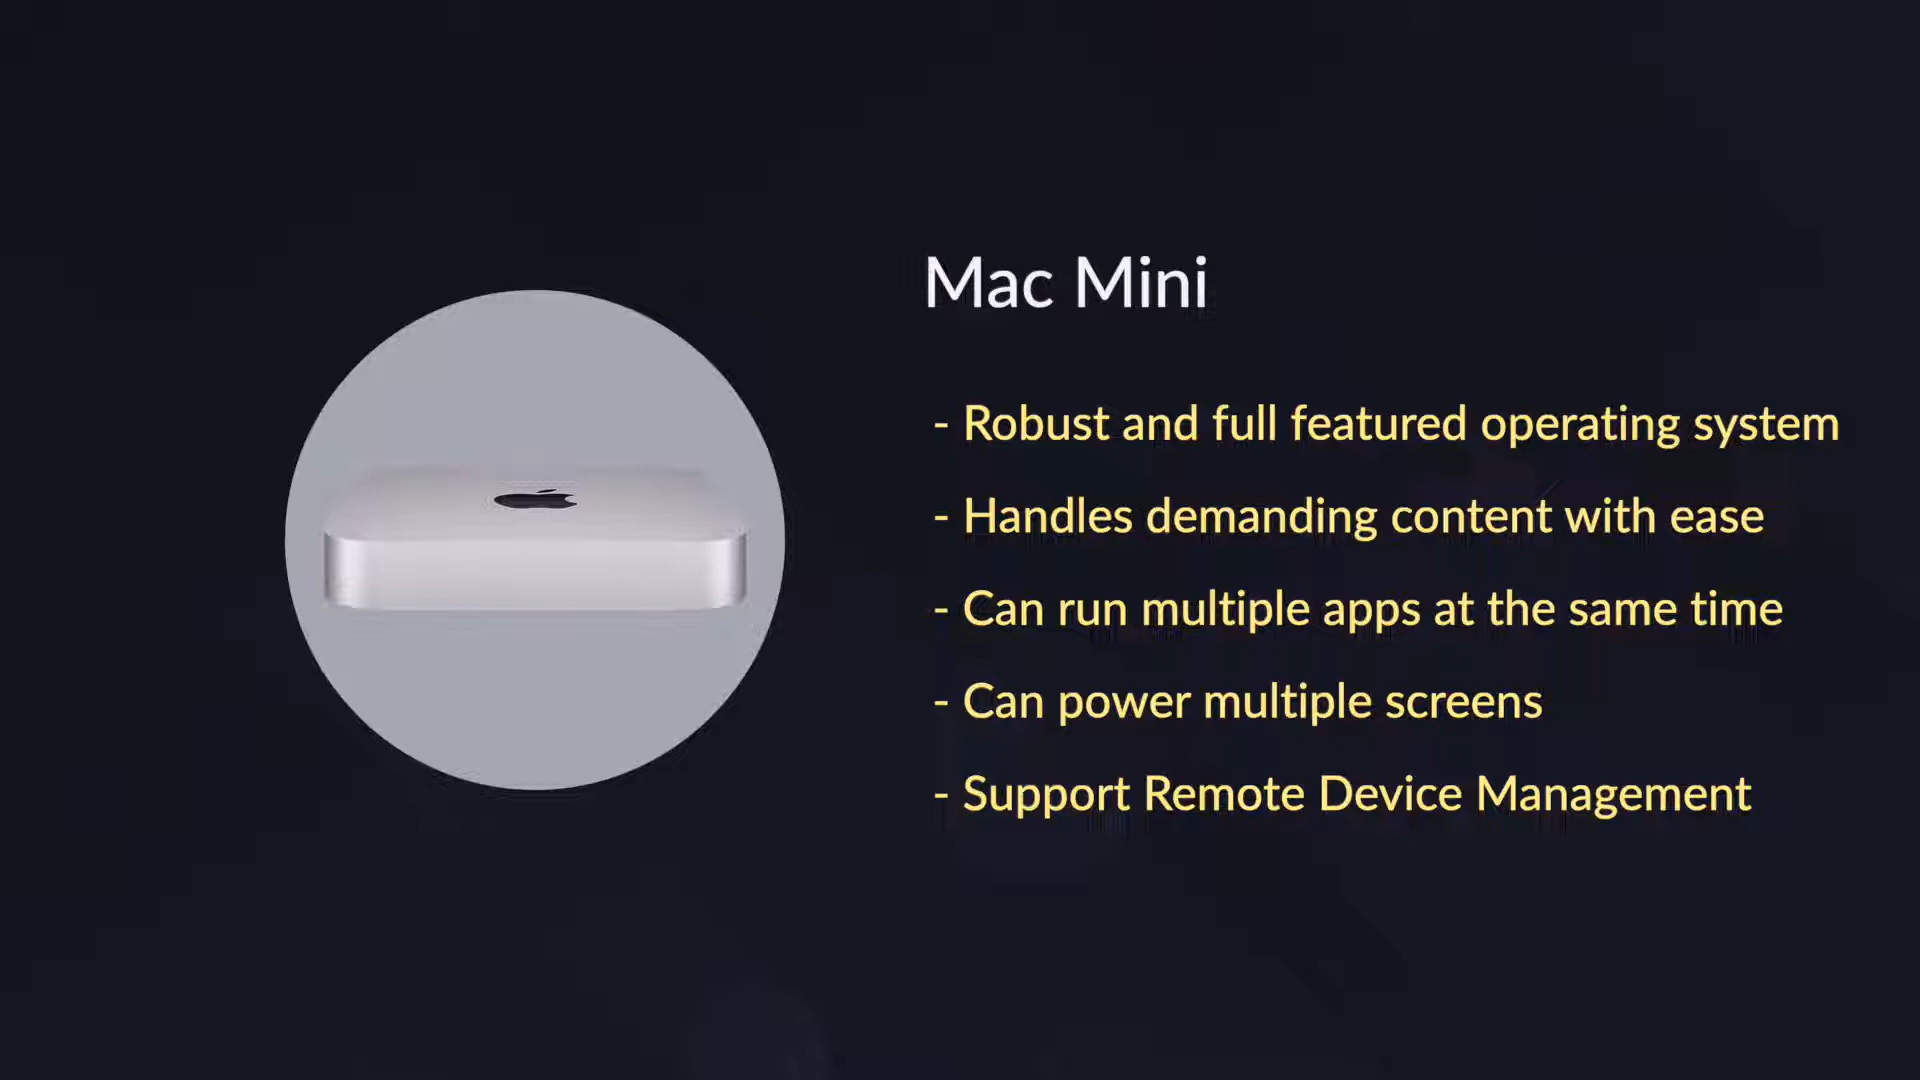 Mac Mini
- Robust and full featured operating system
- Handles demanding content with ease
- Can run multiple apps at the same time
- Can power multiple screens
- Support Remote Device Management